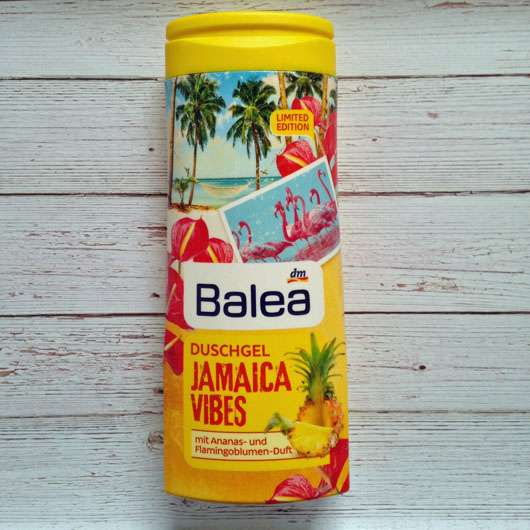 LIMITED
EDITION
dm
Balea
DUSCHGEL
JAMAICA
VIBES
mit Ananas- und
Flamingoblumen-Duft